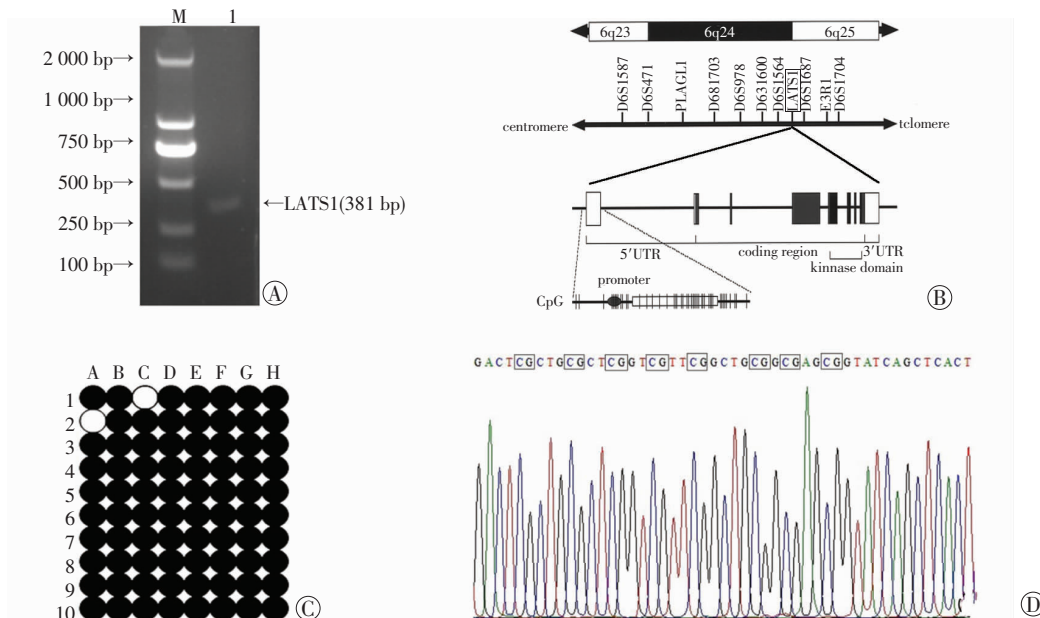 M 1
2 000 bp→
1 000 bp→
750 bp→
500 bp→
←LATS1(381 bp)
250 bp→
100 bp→
Ⓐ
6q23 6q24 6q25
D6S1587 D6S471 PLAGL1 D681703 D6S978 D631600 D6S1564 LATS1 D6S1687 E3R1 D6S1704
centromere tclomere
5′UTR coding region 3′UTR
kinnase domain
promoter
CpG
Ⓑ
A B C D E F G H
1
2
3
4
5
6
7
8
9
10
Ⓒ
GACTCGCTGCGCTCGGTCGTTCGGCTGCGGCGAGCGGTATCAGCTCACT
Ⓓ